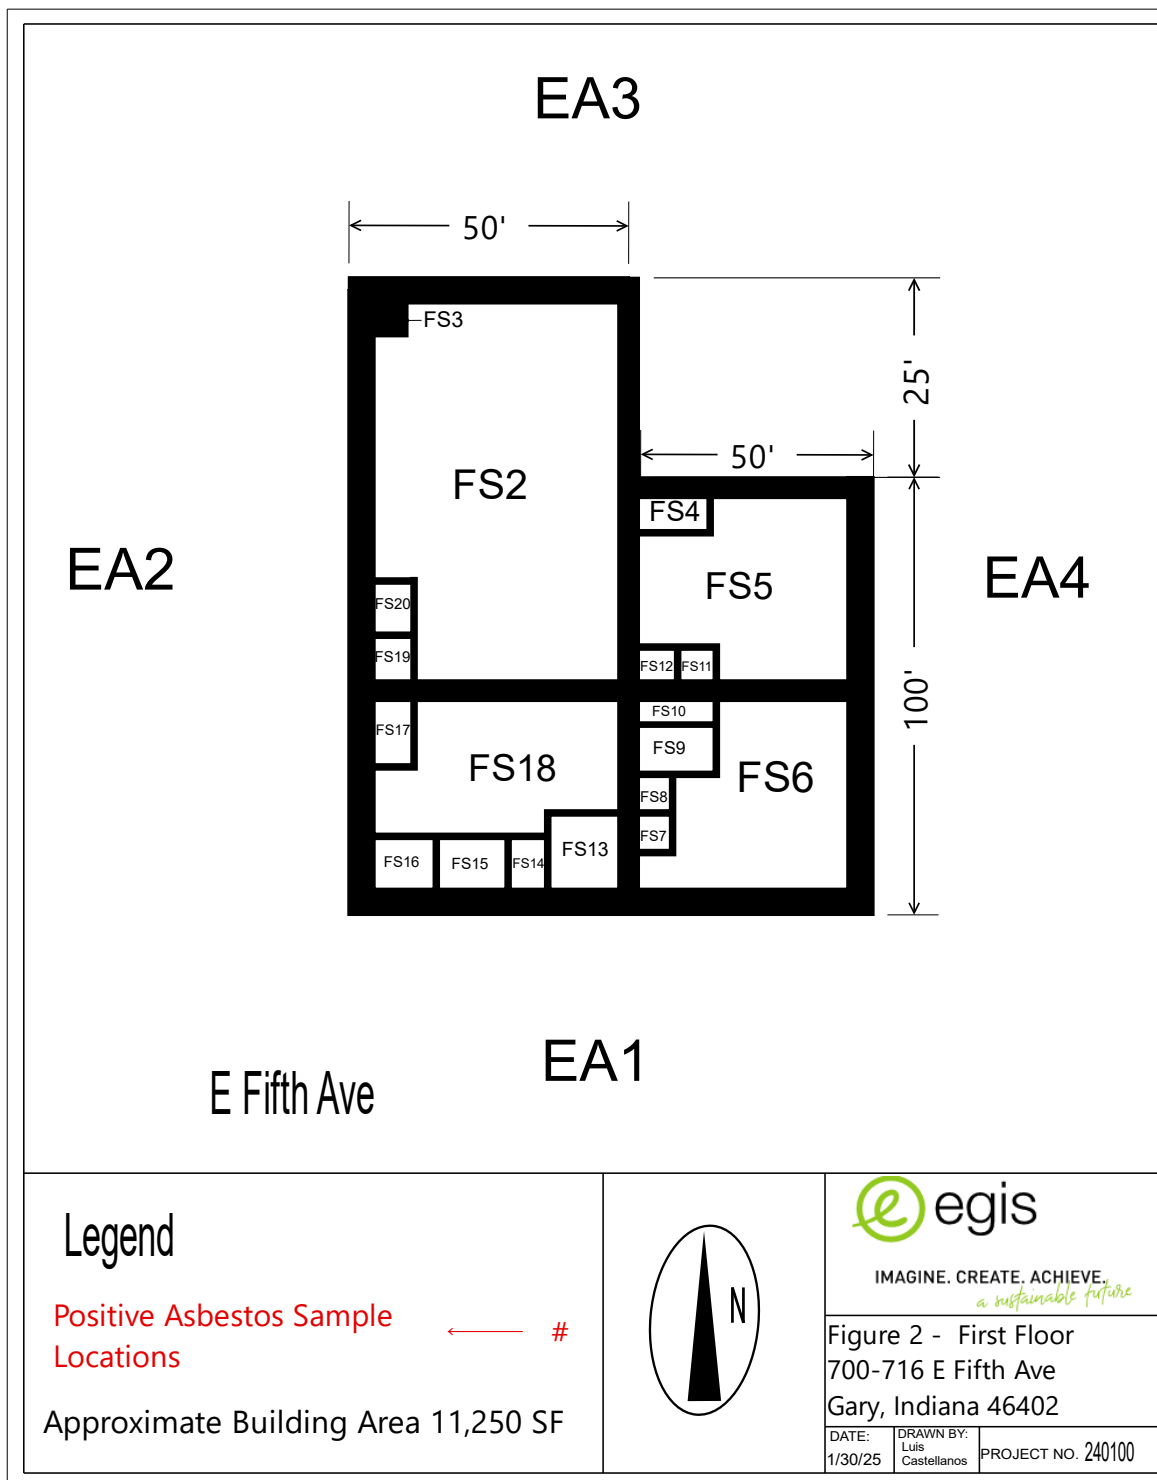 EA3
50'
FS3
25'
50'
FS2
FS4
EA2
FS5
EA4
FS20
FS19
FS12
FS11
100'
FS17
FS10
FS9
FS18
FS6
FS8
FS7
FS16
FS15
FS14
FS13
EA1
E Fifth Ave
Legend
Positive Asbestos Sample
Locations
#
Approximate Building Area 11,250 SF
N
e egis
IMAGINE. CREATE. ACHIEVE.
a sustainable future
Figure 2 - First Floor
700-716 E Fifth Ave
Gary, Indiana 46402
DATE:
1/30/25
DRAWN BY:
Luis
Castellanos
PROJECT NO. 240100